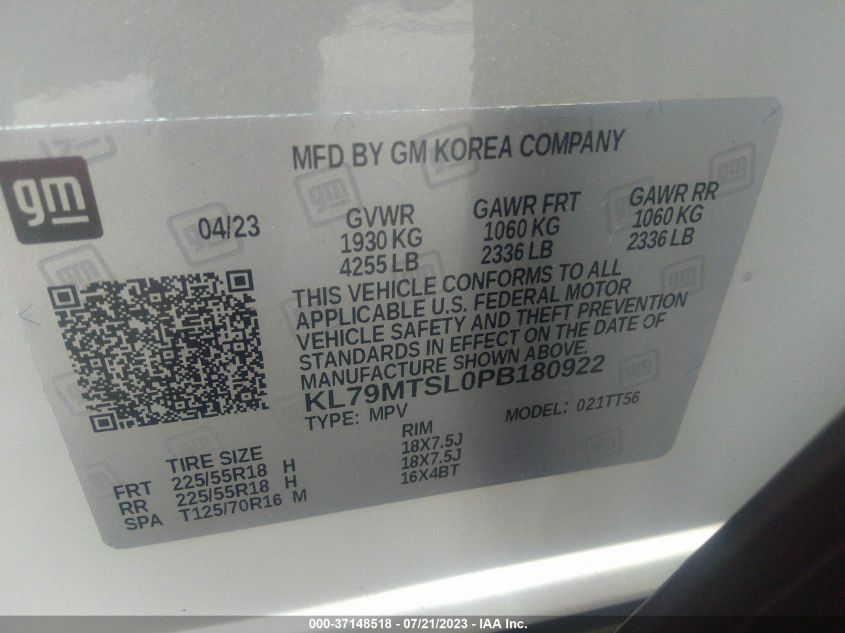 MFD BY GM KOREA COMPANY
gm
04/23
GVWR GAWR FRT GAWR RR
1930 KG 1060 KG 1060 KG
4255 LB 2336 LB 2336 LB
THIS VEHICLE CONFORMS TO ALL
APPLICABLE U.S. FEDERAL MOTOR
VEHICLE SAFETY AND THEFT PREVENTION
STANDARDS IN EFFECT ON THE DATE OF
MANUFACTURE SHOWN ABOVE.
KL79MTSL0PB180922
TYPE: MPV MODEL: 021TT56
TIRE SIZE RIM
FRT 225/55R18 H 18X7.5J
RR 225/55R18 H 18X7.5J
SPA T125/70R16 M 16X4BT
000-37148518 - 07/21/2023 - IAA Inc.